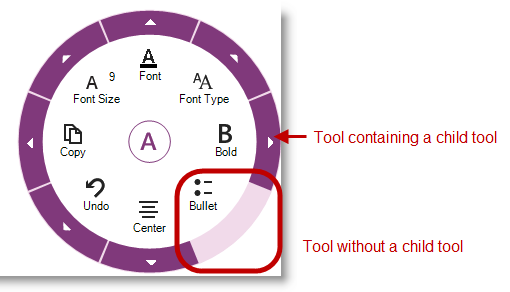 Font
A 9
Font Size
AA
Font Type
Copy
A
B
Bold
Tool containing a child tool
Undo
Bullet
Center
Tool without a child tool